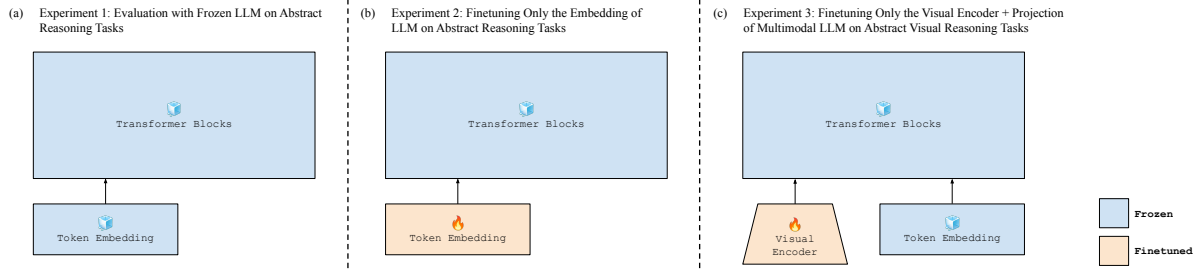 (a) Experiment 1: Evaluation with Frozen LLM on Abstract
Reasoning Tasks
Transformer Blocks
Token Embedding
(b) Experiment 2: Finetuning Only the Embedding of
LLM on Abstract Reasoning Tasks
Transformer Blocks
Token Embedding
(c) Experiment 3: Finetuning Only the Visual Encoder + Projection
of Multimodal LLM on Abstract Visual Reasoning Tasks
Transformer Blocks
Visual
Encoder
Token Embedding
Frozen
Finetuned